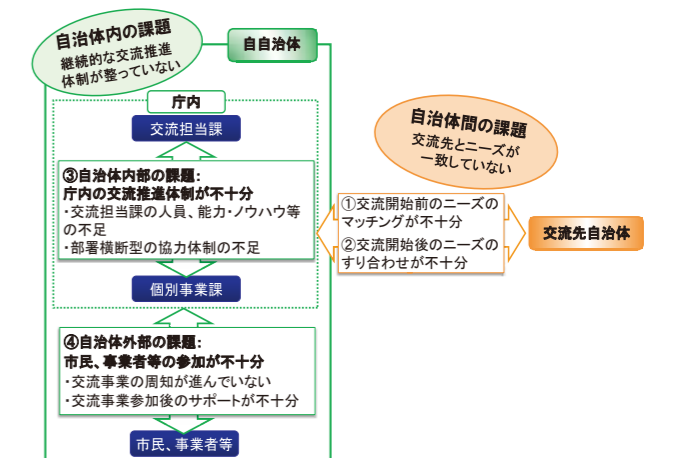 自治体内の課題
継続的な交流推進
体制が整っていない
自自治体
庁内
交流担当課
③自治体内部の課題:
庁内の交流推進体制が不十分
・交流担当課の人員、能力・ノウハウ等
の不足
・部署横断型の協力体制の不足
個別事業課
④自治体外部の課題:
市民、事業者等の参加が不十分
・交流事業の周知が進んでいない
・交流事業参加後のサポートが不十分
市民、事業者等
自治体間の課題
交流先とニーズが
一致していない
①交流開始前のニーズの
マッチングが不十分
②交流開始後のニーズの
すり合わせが不十分
交流先自治体